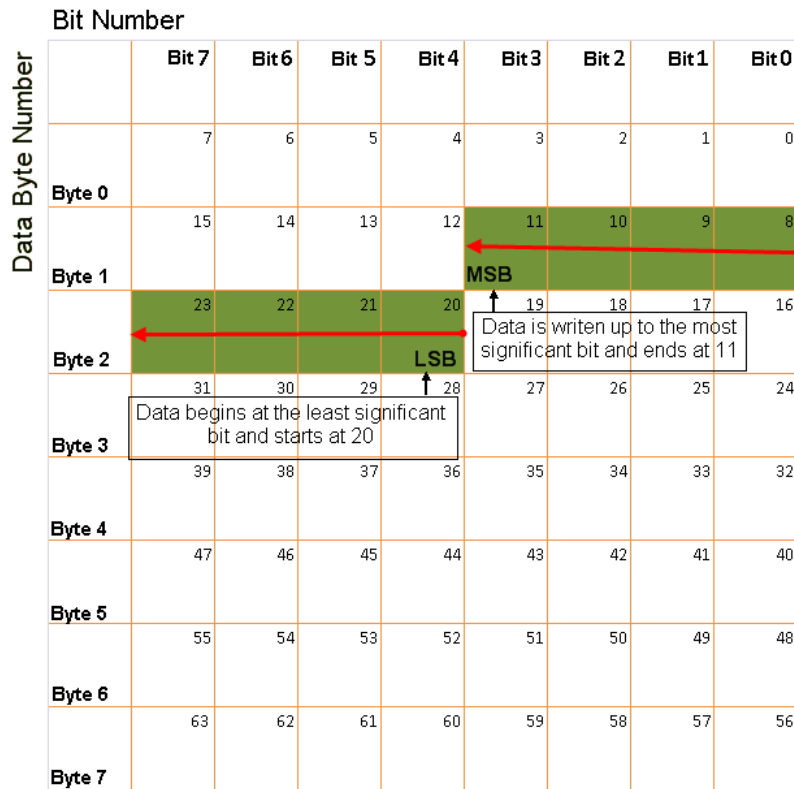 Bit Number
Data Byte Number
Bit 7 Bit 6 Bit 5 Bit 4 Bit 3 Bit 2 Bit 1 Bit 0
7 6 5 4 3 2 1 0
Byte 0
15 14 13 12 11 10 9 8
Byte 1 MSB
23 22 21 20 19 18 17 16
Data is writen up to the most
significant bit and ends at 11
Byte 2 LSB
31 30 29 28 27 26 25 24
Data begins at the least significant
bit and starts at 20
Byte 3
39 38 37 36 35 34 33 32
Byte 4
47 46 45 44 43 42 41 40
Byte 5
55 54 53 52 51 50 49 48
Byte 6
63 62 61 60 59 58 57 56
Byte 7